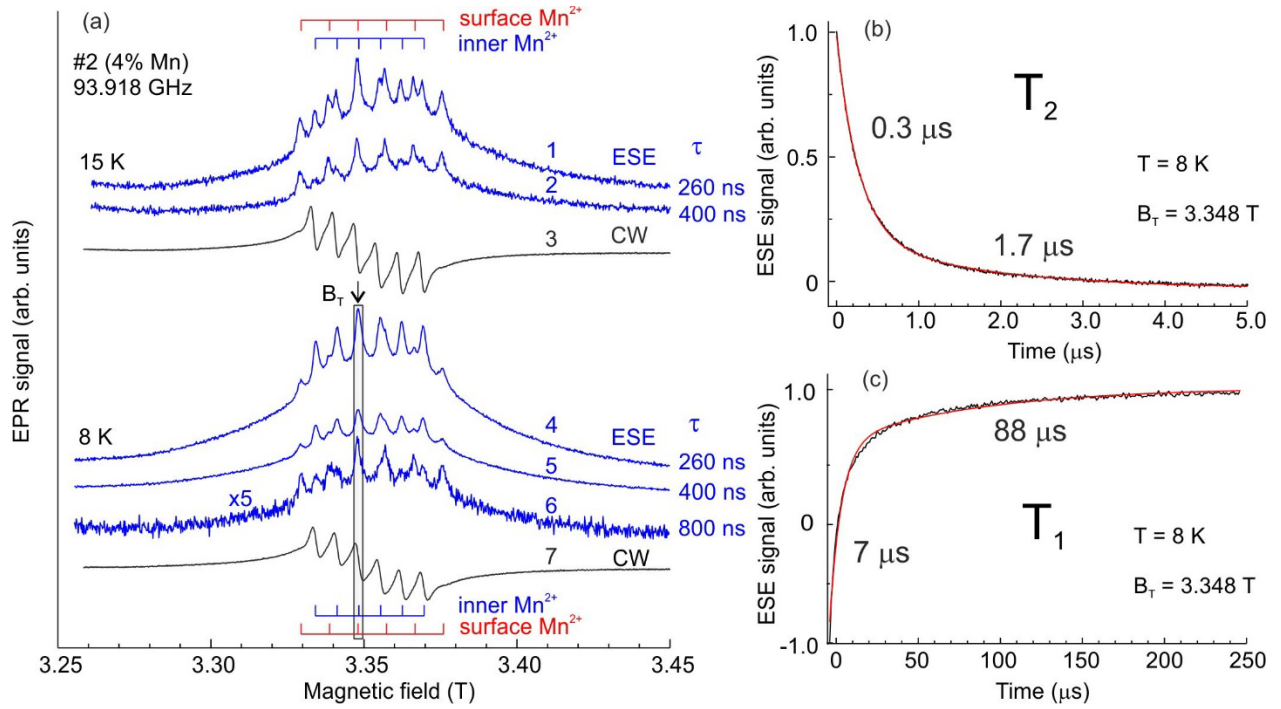 (a)
surface Mn²⁺
inner Mn²⁺
#2 (4% Mn)
93.918 GHz
15 K
1
ESE
τ
260 ns
2
400 ns
3
CW
B_T
8 K
4
ESE
τ
260 ns
5
400 ns
x5
6
800 ns
7
CW
inner Mn²⁺
surface Mn²⁺
EPR signal (arb. units)
3.25 3.30 3.35 3.40 3.45
Magnetic field (T)
(b)
T₂
1.0
0.5
0
0.3 μs
1.7 μs
T = 8 K
B_T = 3.348 T
ESE signal (arb. units)
0 1.0 2.0 3.0 4.0 5.0
Time (μs)
(c)
1.0
0
-1.0
88 μs
7 μs
T₁
T = 8 K
B_T = 3.348 T
ESE signal (arb. units)
0 50 100 150 200 250
Time (μs)